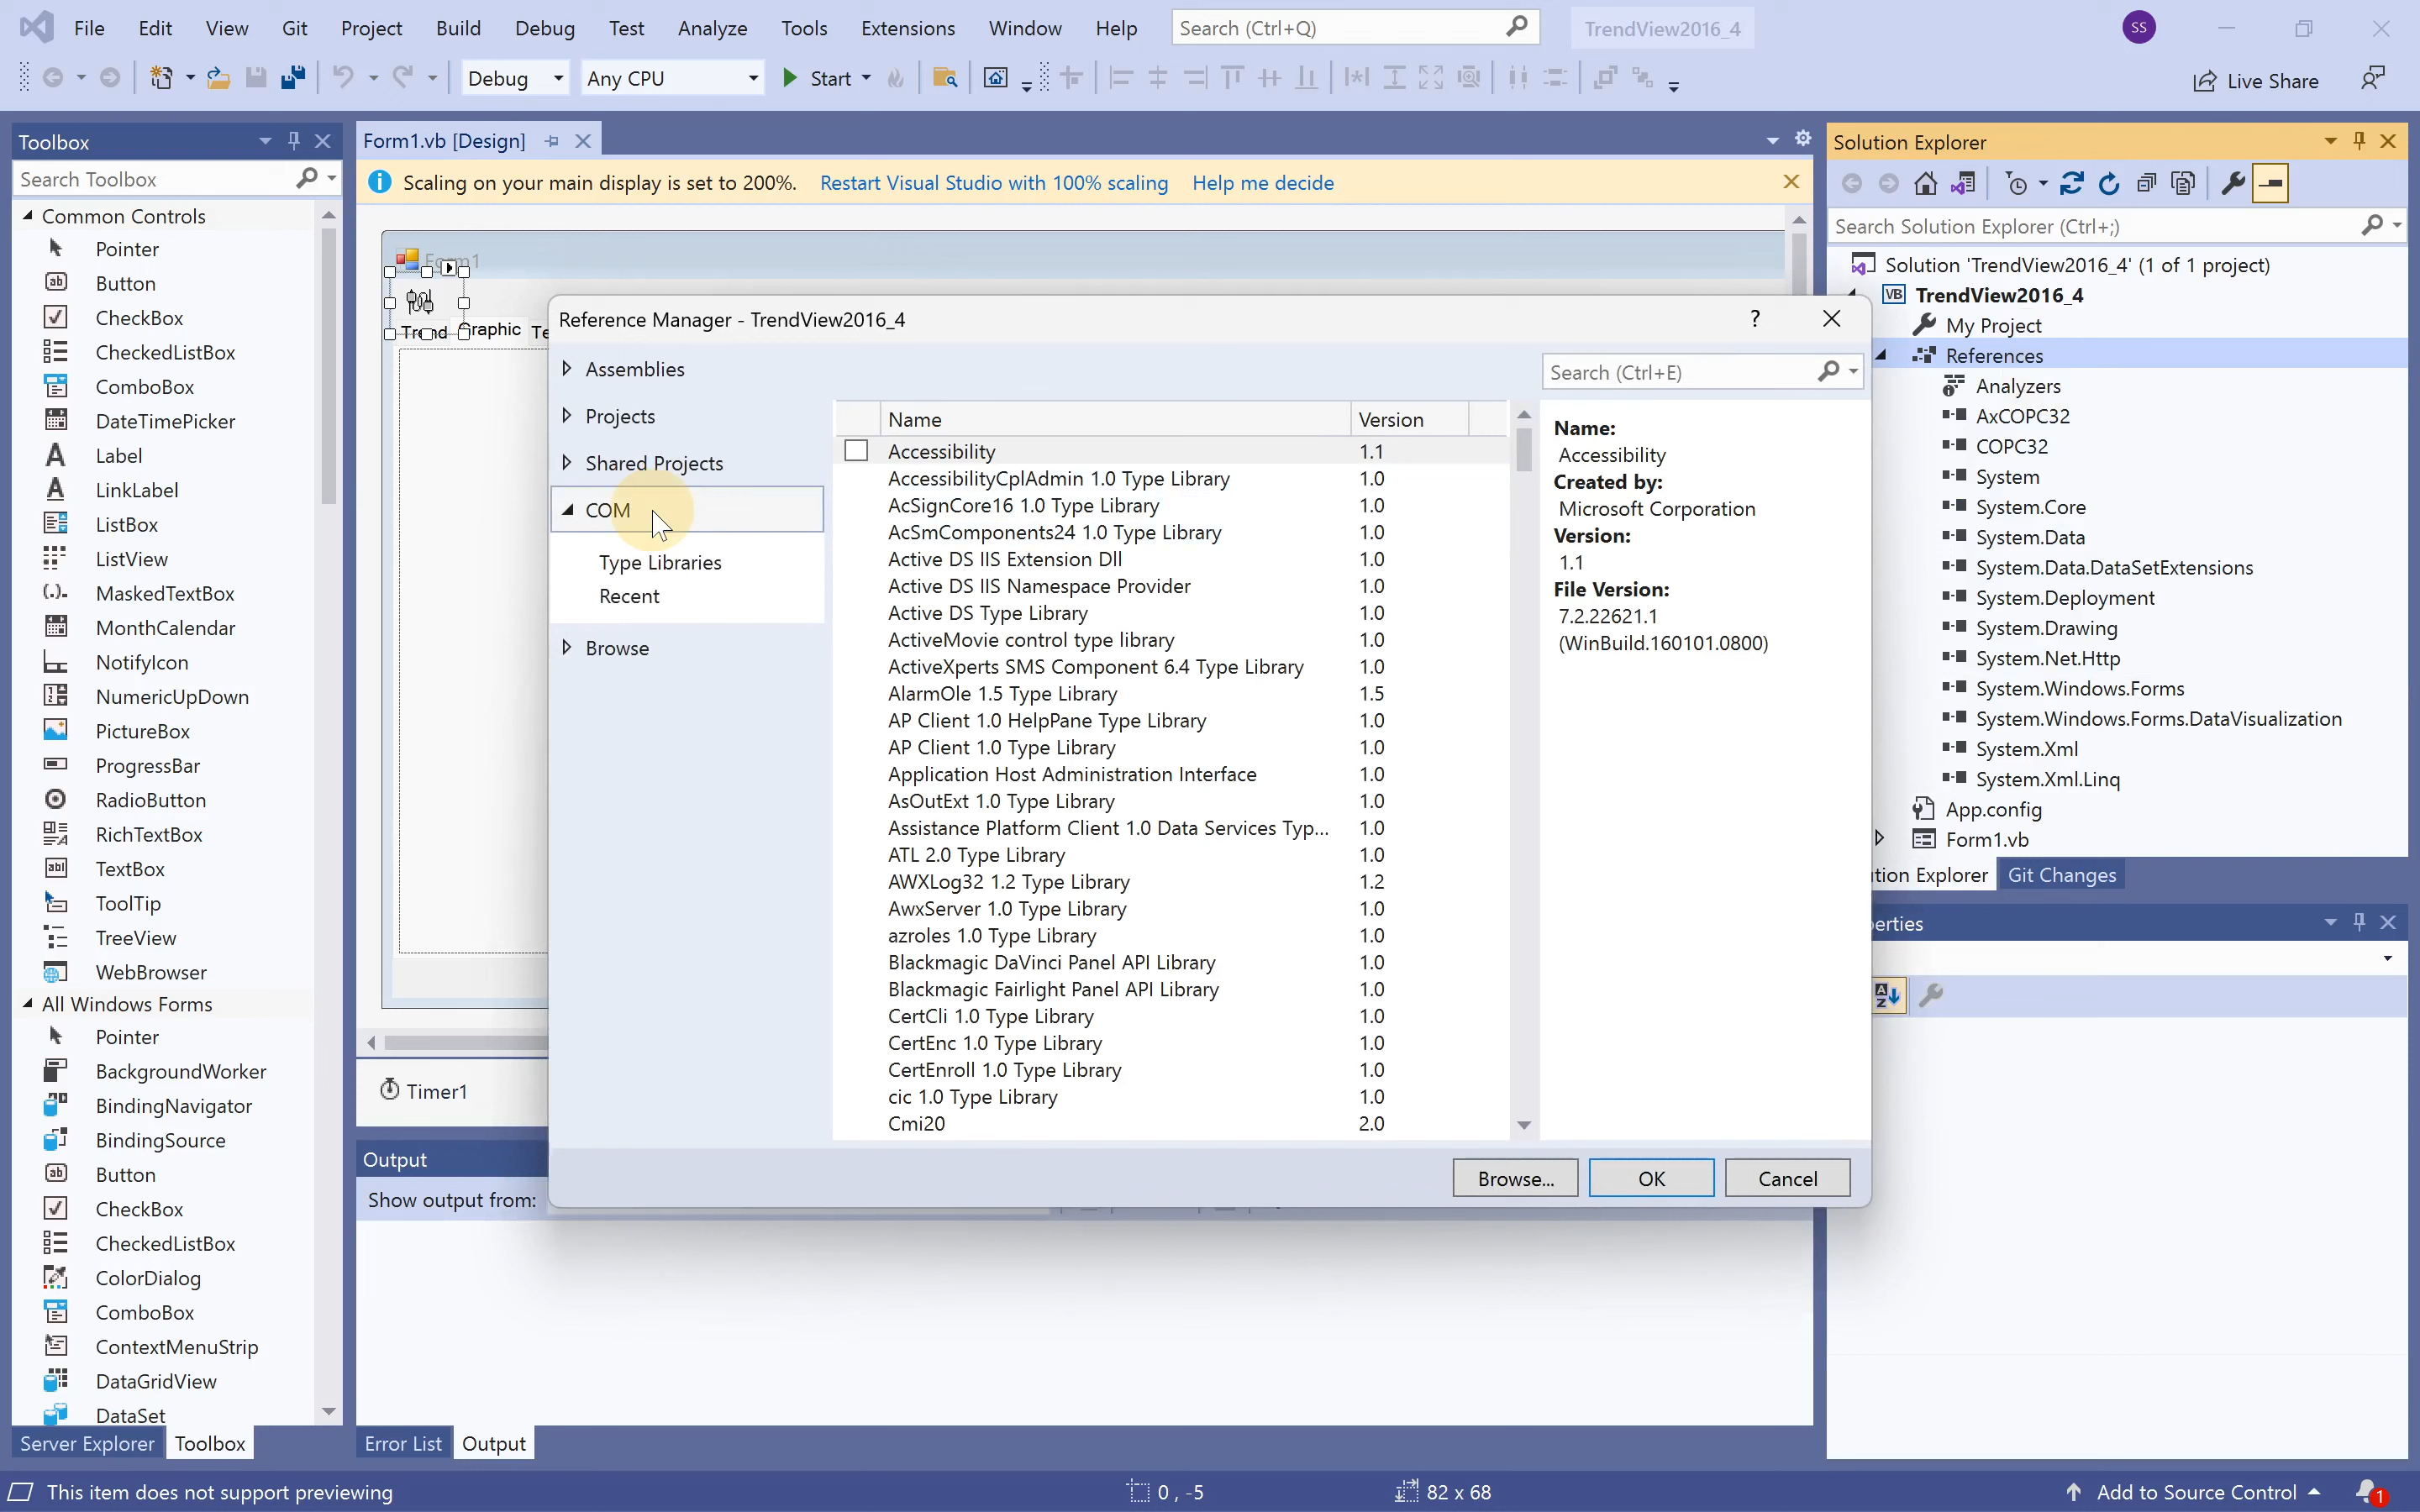 File Edit View Git Project Build Debug Test Analyze Tools Extensions Window Help Search (Ctrl+Q) TrendView2016_4 SS
Debug Any CPU Start Live Share
Toolbox
Search Toolbox
Common Controls
Pointer
Button
CheckBox
CheckedListBox
ComboBox
DateTimePicker
Label
LinkLabel
ListBox
ListView
MaskedTextBox
MonthCalendar
NotifyIcon
NumericUpDown
PictureBox
ProgressBar
RadioButton
RichTextBox
TextBox
ToolTip
TreeView
WebBrowser
All Windows Forms
Pointer
BackgroundWorker
BindingNavigator
BindingSource
Button
CheckBox
CheckedListBox
ColorDialog
ComboBox
ContextMenuStrip
DataGridView
DataSet
Server Explorer Toolbox
Form1.vb [Design]
Scaling on your main display is set to 200%. Restart Visual Studio with 100% scaling Help me decide
Form1
Trend Graphic
Timer1
Output
Show output from:
Error List Output
Reference Manager - TrendView2016_4 ?
Assemblies
Projects
Shared Projects
COM
Type Libraries
Recent
Browse
Search (Ctrl+E)
Name Version
Accessibility 1.1
AccessibilityCplAdmin 1.0 Type Library 1.0
AcSignCore16 1.0 Type Library 1.0
AcSmComponents24 1.0 Type Library 1.0
Active DS IIS Extension Dll 1.0
Active DS IIS Namespace Provider 1.0
Active DS Type Library 1.0
ActiveMovie control type library 1.0
ActiveXperts SMS Component 6.4 Type Library 1.0
AlarmOle 1.5 Type Library 1.5
AP Client 1.0 HelpPane Type Library 1.0
AP Client 1.0 Type Library 1.0
Application Host Administration Interface 1.0
AsOutExt 1.0 Type Library 1.0
Assistance Platform Client 1.0 Data Services Typ... 1.0
ATL 2.0 Type Library 1.0
AWXLog32 1.2 Type Library 1.2
AwxServer 1.0 Type Library 1.0
azroles 1.0 Type Library 1.0
Blackmagic DaVinci Panel API Library 1.0
Blackmagic Fairlight Panel API Library 1.0
CertCli 1.0 Type Library 1.0
CertEnc 1.0 Type Library 1.0
CertEnroll 1.0 Type Library 1.0
cic 1.0 Type Library 1.0
Cmi20 2.0
Name:
Accessibility
Created by:
Microsoft Corporation
Version:
1.1
File Version:
7.2.22621.1
(WinBuild.160101.0800)
Browse... OK Cancel
Solution Explorer
Search Solution Explorer (Ctrl+;)
Solution 'TrendView2016_4' (1 of 1 project)
VB TrendView2016_4
My Project
References
Analyzers
AxCOPC32
COPC32
System
System.Core
System.Data
System.Data.DataSetExtensions
System.Deployment
System.Drawing
System.Net.Http
System.Windows.Forms
System.Windows.Forms.DataVisualization
System.Xml
System.Xml.Linq
App.config
Form1.vb
Explorer Git Changes
This item does not support previewing 0 , -5 82 x 68 Add to Source Control 1